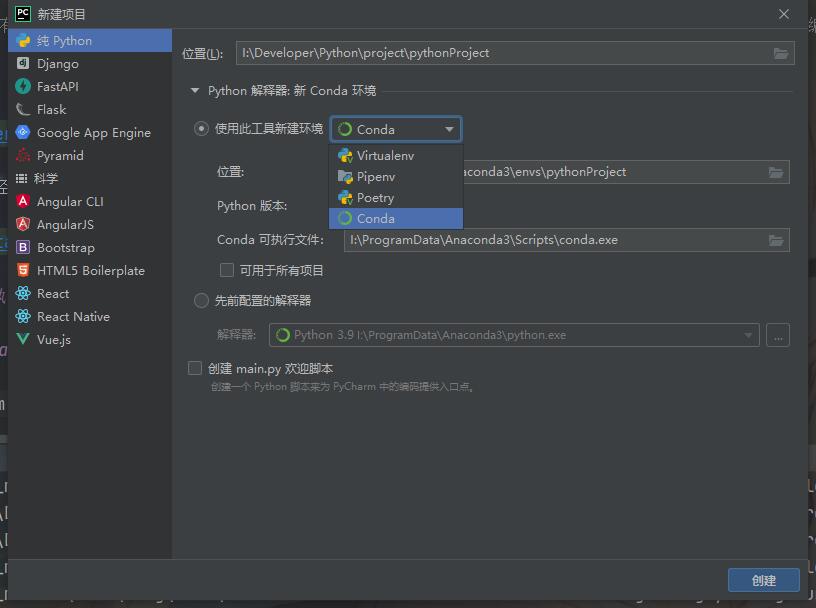 PC 新建项目
纯 Python
Django
FastAPI
Flask
Google App Engine
Pyramid
科学
Angular CLI
AngularJS
Bootstrap
HTML5 Boilerplate
React
React Native
Vue.js
位置(L): I:\Developer\Python\project\pythonProject
Python 解释器: 新 Conda 环境
使用此工具新建环境 Conda
Virtualenv
Pipenv
Poetry
Conda
位置: aconda3\envs\pythonProject
Python 版本:
Conda 可执行文件: I:\ProgramData\Anaconda3\Scripts\conda.exe
可用于所有项目
先前配置的解释器
解释器: Python 3.9 I:\ProgramData\Anaconda3\python.exe ...
创建 main.py 欢迎脚本
创建一个 Python 脚本来为 PyCharm 中的编码提供入口点。
创建